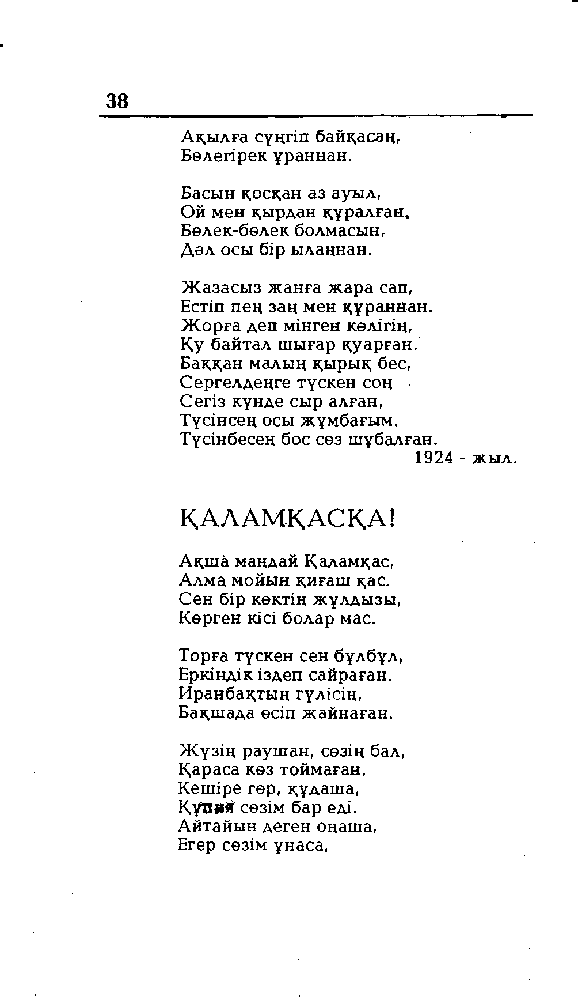 38
Ақылға сүңгіп байқасаң,
Бөлегірек ұраннан.
Басын қосқан аз ауыл,
Ой мен қырдан құралған,
Бөлек-бөлек болмасын,
Дәл осы бір ылаңнан.
Жазасыз жанға жара сап,
Естіп пең заң мен құраннан.
Жорға деп мінген көлігің,
Қу байтал шығар қуарған.
Баққан малың қырық бес,
Сергелдеңге түскен соң
Сегіз күнде сыр алған,
Түсінсең осы жұмбағым.
Түсінбесең бос сөз шұбалған.
1924 - жыл.
ҚАЛАМҚАСҚА!
Ақша маңдай Қаламқас,
Алма мойын қиғаш қас.
Сен бір көктің жұлдызы,
Көрген кісі болар мас.
Торға түскен сен бұлбұл,
Еркіндік іздеп сайраған.
Иранбақтың гүлісің,
Бақшада өсіп жайнаған.
Жүзің раушан, сөзің бал,
Қараса көз тоймаған.
Кешіре гөр, құдаша,
сөзім бар еді.
Айтайын деген оңаша,
Егер сөзім ұнаса,